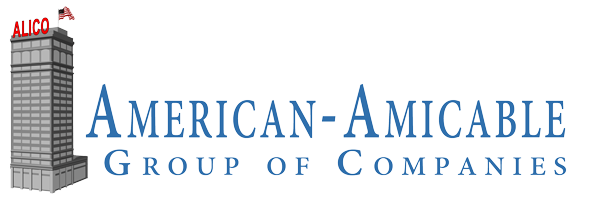 ALICO
AMERICAN-AMICABLE
GROUP OF COMPANIES